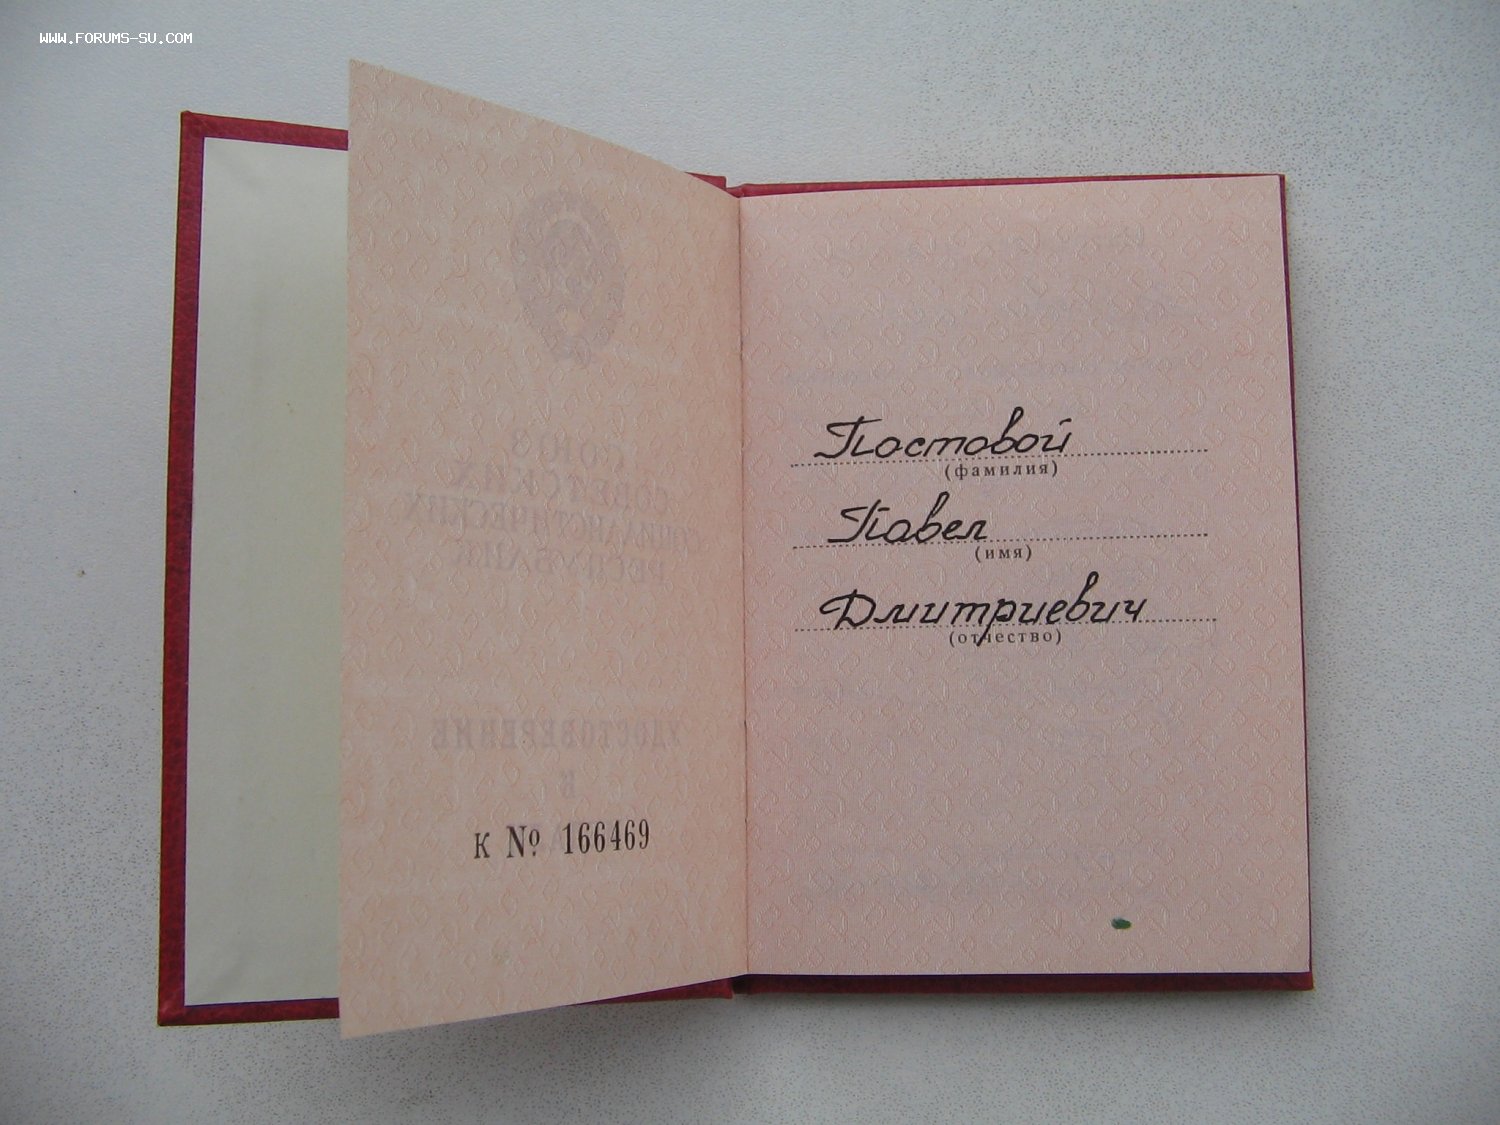 WWW.FORUMS-SU.COM
СОЮЗ
СОВЕТСКИХ
СОЦИАЛИСТИЧЕСКИХ
РЕСПУБЛИК
УДОСТОВЕРЕНИЕ
К
К № 166469
Постовой
(фамилия)
Павел
(имя)
Дмитриевич
(отчество)